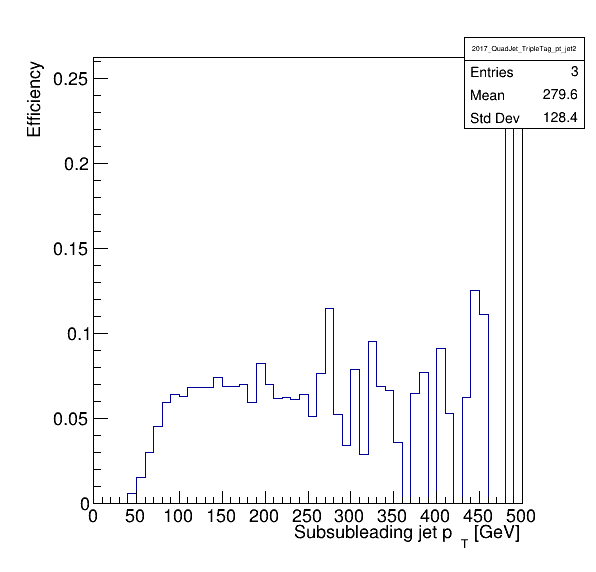 2017_QuadJet_TripleTag_pt_jet2
Entries 3
Mean 279.6
Std Dev 128.4
Efficiency
0.25
0.2
0.15
0.1
0.05
0
0 50 100 150 200 250 300 350 400 450 500
Subsubleading jet p_T [GeV]